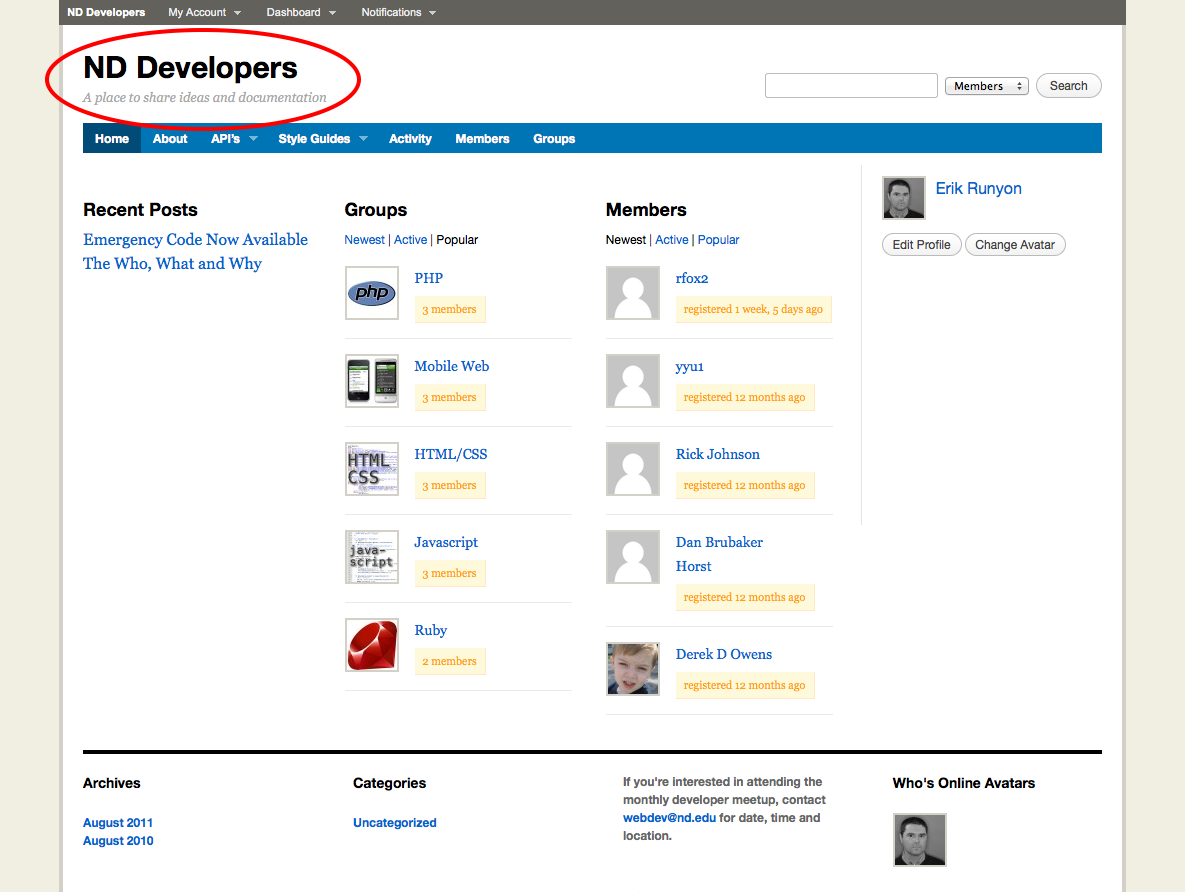 ND Developers My Account Dashboard Notifications
ND Developers
A place to share ideas and documentation
Members Search
Home About API's Style Guides Activity Members Groups
Erik Runyon
Edit Profile Change Avatar
Recent Posts
Emergency Code Now Available
The Who, What and Why
Groups
Newest | Active | Popular
php
PHP
3 members
Mobile Web
3 members
HTML
CSS
HTML/CSS
3 members
java-
script
Javascript
3 members
Ruby
2 members
Members
Newest | Active | Popular
rfox2
registered 1 week, 5 days ago
yyu1
registered 12 months ago
Rick Johnson
registered 12 months ago
Dan Brubaker
Horst
registered 12 months ago
Derek D Owens
registered 12 months ago
Archives
August 2011
August 2010
Categories
Uncategorized
If you're interested in attending the
monthly developer meetup, contact
webdev@nd.edu for date, time and
location.
Who's Online Avatars